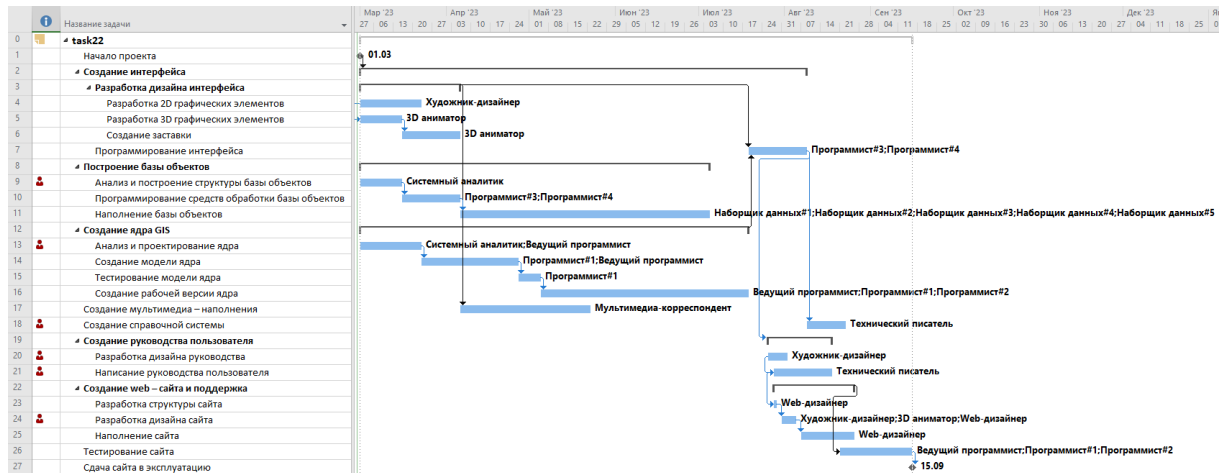 Мар '23 Апр '23 Май '23 Июн '23 Июл '23 Авг '23 Сен '23 Окт '23 Ноя '23 Дек '23
Название задачи 27 06 13 20 27 03 10 17 24 01 08 15 22 29 05 12 19 26 03 10 17 24 31 07 14 21 28 04 11 18 25 02 09 16 23 30 06 13 20 27 04 11 18 25
0 task22
1 Начало проекта 01.03
2 Создание интерфейса
3 Разработка дизайна интерфейса
4 Разработка 2D графических элементов Художник-дизайнер
5 Разработка 3D графических элементов 3D аниматор
6 Создание заставки 3D аниматор
7 Программирование интерфейса Программист#3;Программист#4
8 Построение базы объектов
9 Анализ и построение структуры базы объектов Системный аналитик
10 Программирование средств обработки базы объектов Программист#3;Программист#4
11 Наполнение базы объектов Наборщик данных#1;Наборщик данных#2;Наборщик данных#3;Наборщик данных#4;Наборщик данных#5
12 Создание ядра GIS
13 Анализ и проектирование ядра Системный аналитик;Ведущий программист
14 Создание модели ядра Программист#1;Ведущий программист
15 Тестирование модели ядра Программист#1
16 Создание рабочей версии ядра Ведущий программист;Программист#1;Программист#2
17 Создание мультимедиа – наполнения Мультимедиа-корреспондент
18 Создание справочной системы Технический писатель
19 Создание руководства пользователя
20 Разработка дизайна руководства Художник-дизайнер
21 Написание руководства пользователя Технический писатель
22 Создание web – сайта и поддержка
23 Разработка структуры сайта Web-дизайнер
24 Разработка дизайна сайта Художник-дизайнер;3D аниматор;Web-дизайнер
25 Наполнение сайта Web-дизайнер
26 Тестирование сайта Ведущий программист;Программист#1;Программист#2
27 Сдача сайта в эксплуатацию 15.09